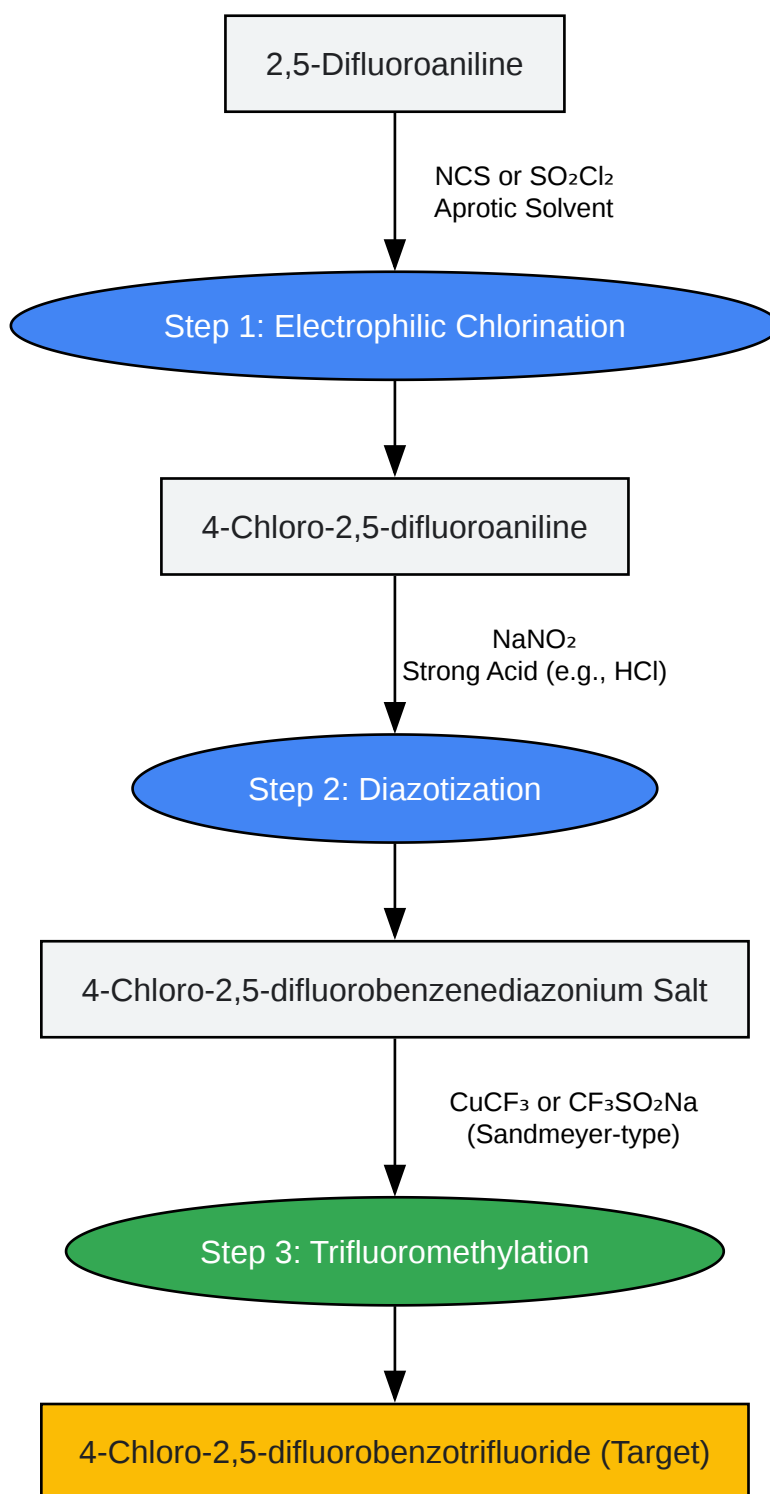 2,5-Difluoroaniline
NCS or SO₂Cl₂
Aprotic Solvent
Step 1: Electrophilic Chlorination
4-Chloro-2,5-difluoroaniline
NaNO₂
Strong Acid (e.g., HCl)
Step 2: Diazotization
4-Chloro-2,5-difluorobenzenediazonium Salt
CuCF₃ or CF₃SO₂Na
(Sandmeyer-type)
Step 3: Trifluoromethylation
4-Chloro-2,5-difluorobenzotrifluoride (Target)